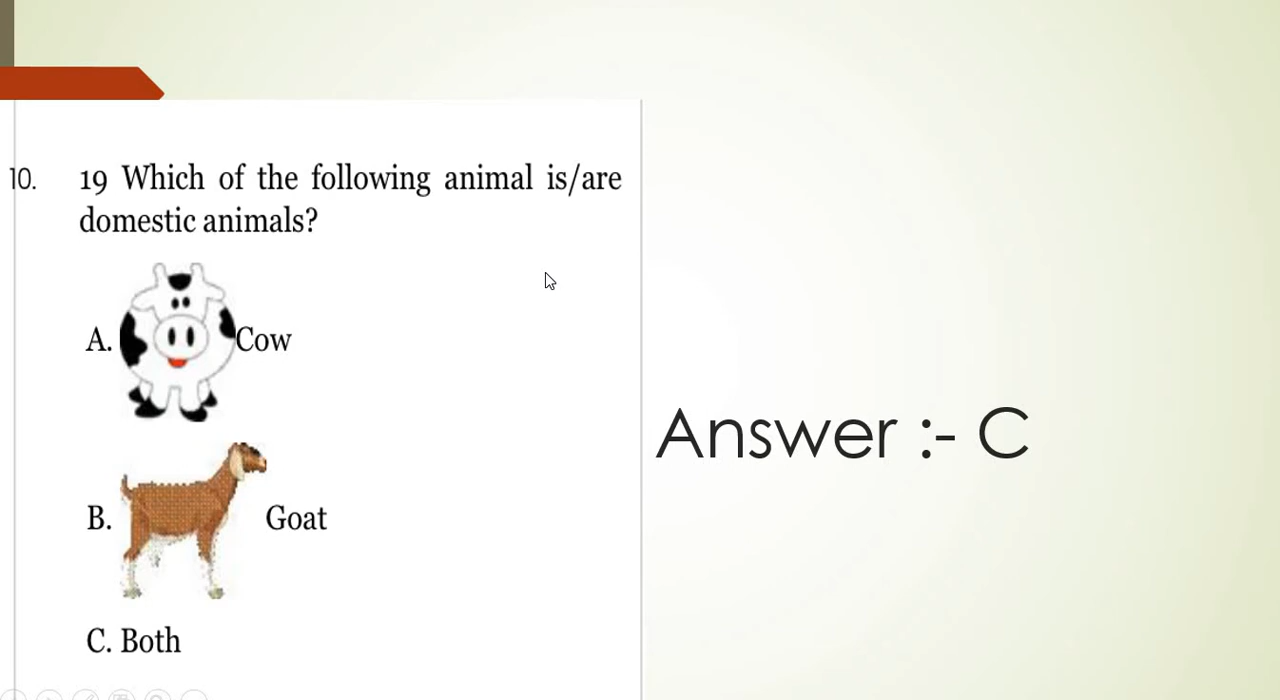 10. 19 Which of the following animal is/are
domestic animals?
A. Cow
B. Goat
C. Both
Answer :- C